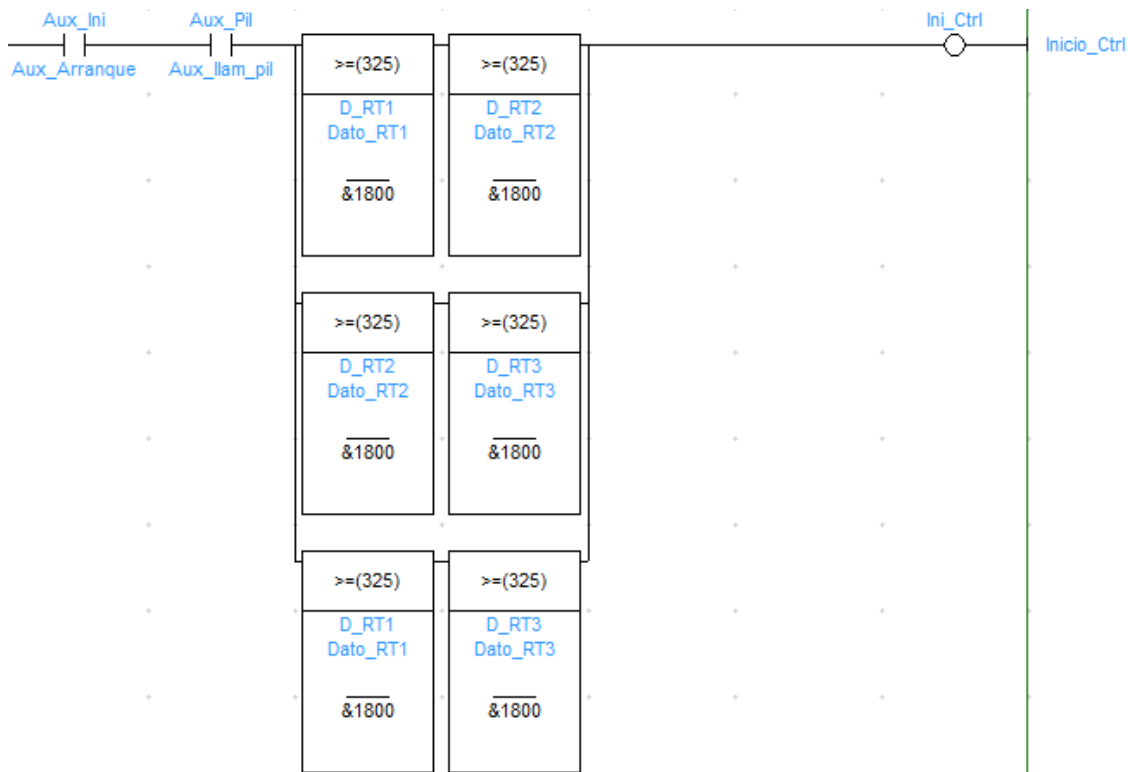 Aux_Ini Aux_Pil Ini_Ctrl
Aux_Arranque Aux_llam_pil Inicio_Ctrl
>=(325) >=(325)
D_RT1 D_RT2
Dato_RT1 Dato_RT2
&1800 &1800
>=(325) >=(325)
D_RT2 D_RT3
Dato_RT2 Dato_RT3
&1800 &1800
>=(325) >=(325)
D_RT1 D_RT3
Dato_RT1 Dato_RT3
&1800 &1800